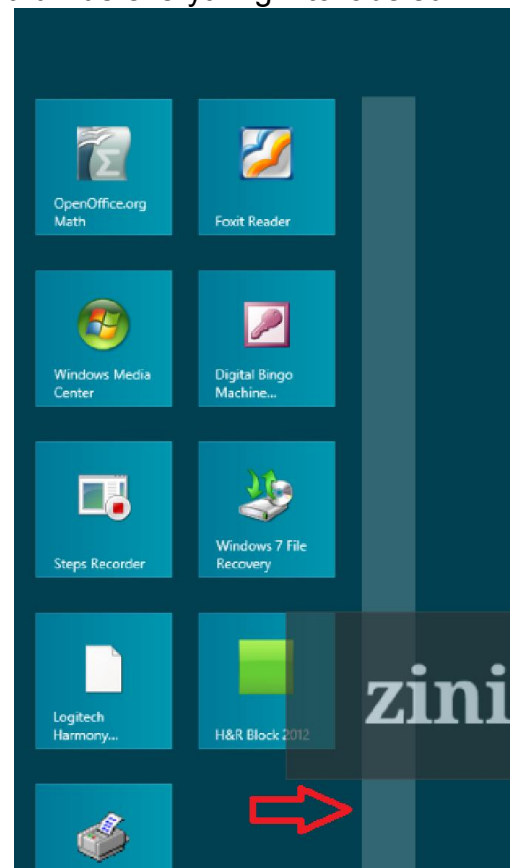 OpenOffice.org
Math
Foxit Reader
Windows Media
Center
Digital Bingo
Machine...
Steps Recorder
Windows 7 File
Recovery
Logitech
Harmony...
H&R Block 2012
zini